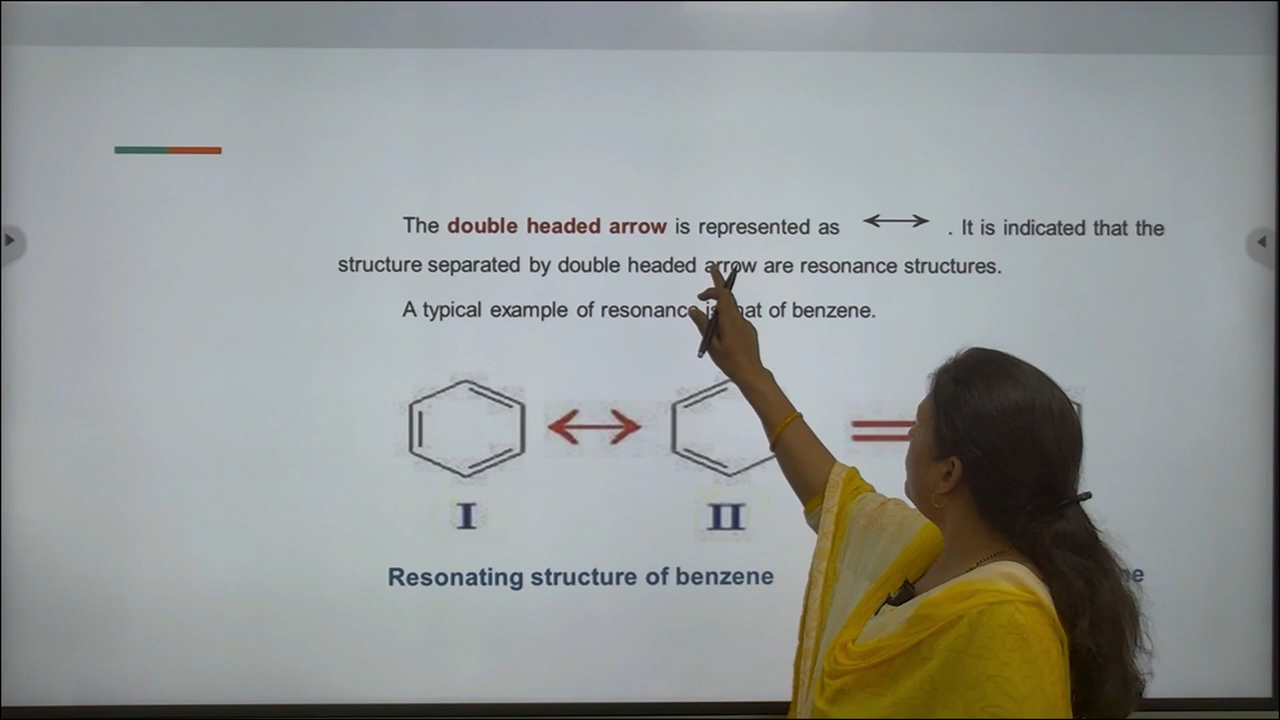 The double headed arrow is represented as ⟷ . It is indicated that the
structure separated by double headed arrow are resonance structures.
A typical example of resonance is that of benzene.
I II
Resonating structure of benzene